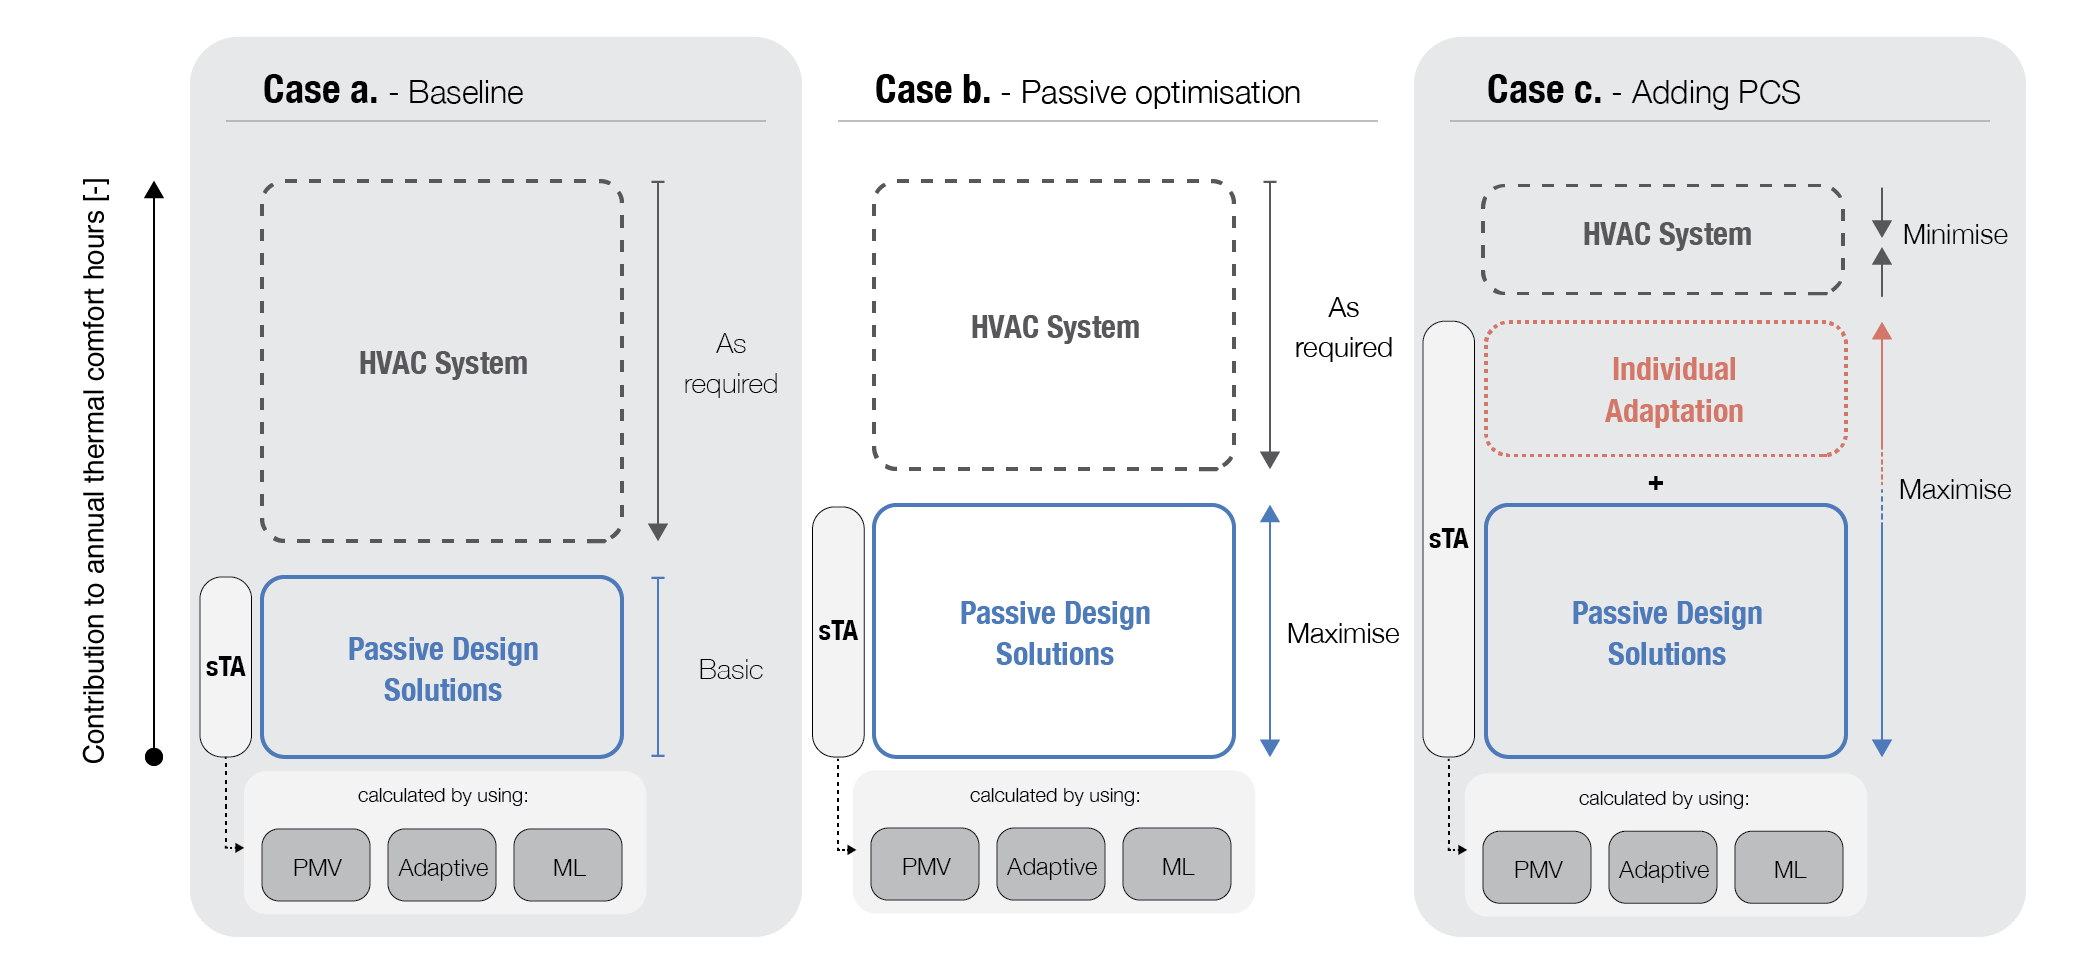 Contribution to annual thermal comfort hours [-]
Case a. - Baseline
HVAC System
As
required
sTA
Passive Design
Solutions
Basic
calculated by using:
PMV
Adaptive
ML
Case b. - Passive optimisation
HVAC System
As
required
sTA
Passive Design
Solutions
Maximise
calculated by using:
PMV
Adaptive
ML
Case c. - Adding PCS
HVAC System
Minimise
Individual
Adaptation
+
Maximise
sTA
Passive Design
Solutions
calculated by using:
PMV
Adaptive
ML